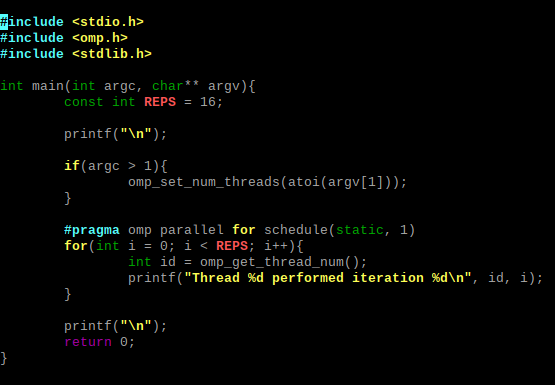 #include <stdio.h>
#include <omp.h>
#include <stdlib.h>

int main(int argc, char** argv){
        const int REPS = 16;

        printf("\n");

        if(argc > 1){
                omp_set_num_threads(atoi(argv[1]));
        }

        #pragma omp parallel for schedule(static, 1)
        for(int i = 0; i < REPS; i++){
                int id = omp_get_thread_num();
                printf("Thread %d performed iteration %d\n", id, i);
        }

        printf("\n");
        return 0;
}